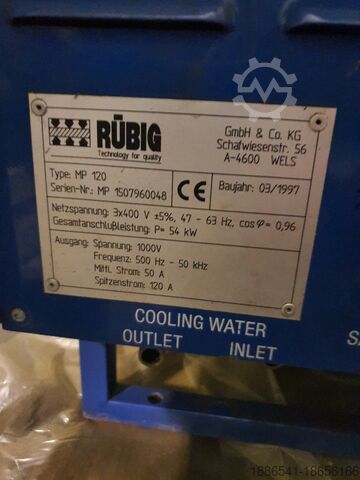 RÜBIG
Technology for quality
GmbH & Co. KG
Schafwiesenstr. 56
A-4600 WELS
Type: MP 120
Serien-Nr.: MP 1507960048
CE
Baujahr: 03/1997
Netzspannung: 3x400 V ±5%, 47 - 63 Hz, cos φ = 0,96
Gesamtanschlußleistung: P= 54 kW
Ausgang: Spannung: 1000V
Frequenz: 500 Hz - 50 kHz
Mittl. Strom: 50 A
Spitzenstrom: 120 A
COOLING WATER
OUTLET INLET
1886541-18656166